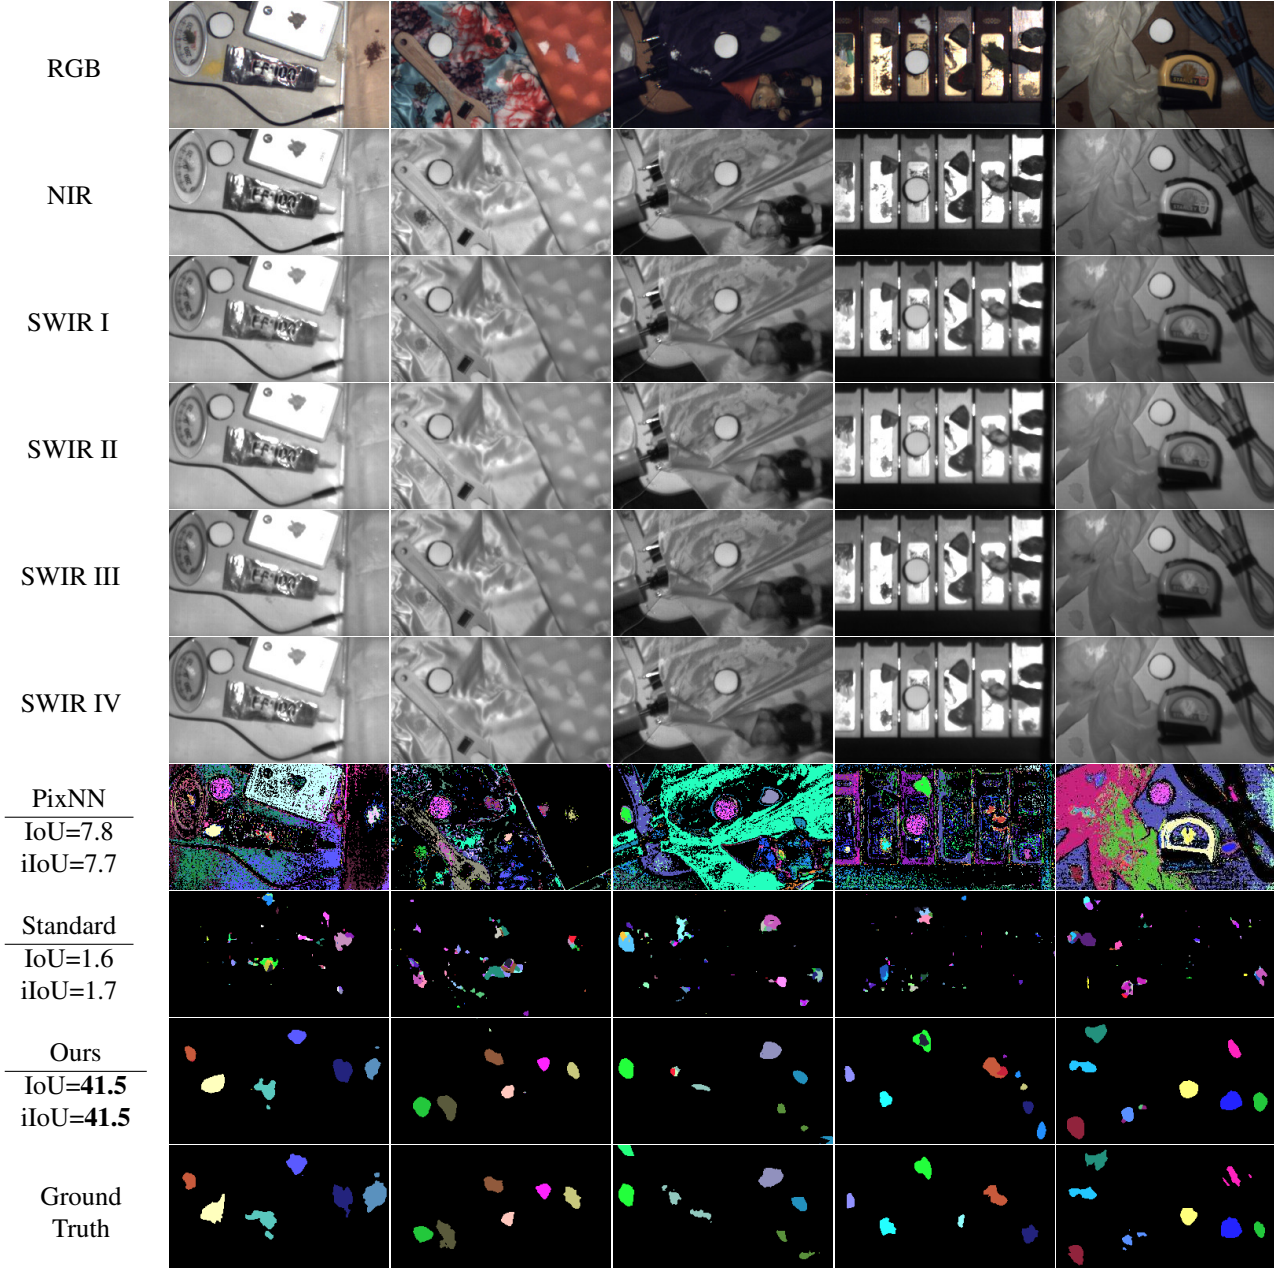 RGB
NIR
SWIR I
SWIR II
SWIR III
SWIR IV
PixNN
IoU=7.8
iIoU=7.7
Standard
IoU=1.6
iIoU=1.7
Ours
IoU=41.5
iIoU=41.5
Ground
Truth